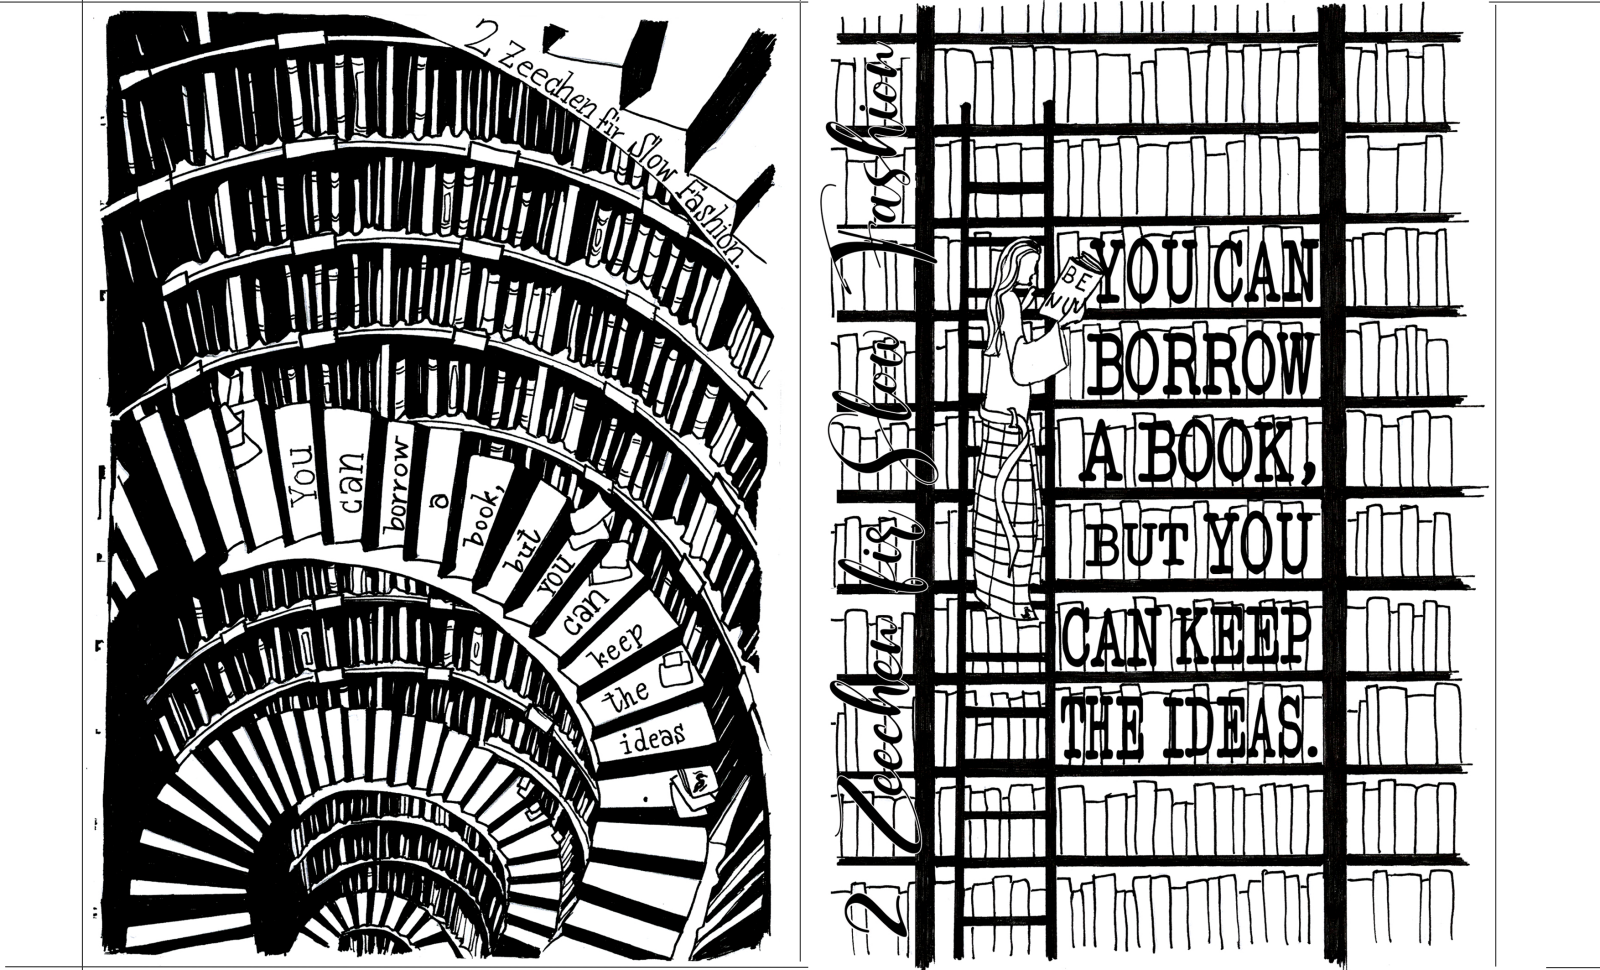 2 Zeechen fir Slow Fashion.
You
can
borrow
a
book,
but
you
can
keep
the
ideas
.
2 Zeechen fir Slow Fashion
BE
NUN
YOU CAN
BORROW
A BOOK,
BUT YOU
CAN KEEP
THE IDEAS.